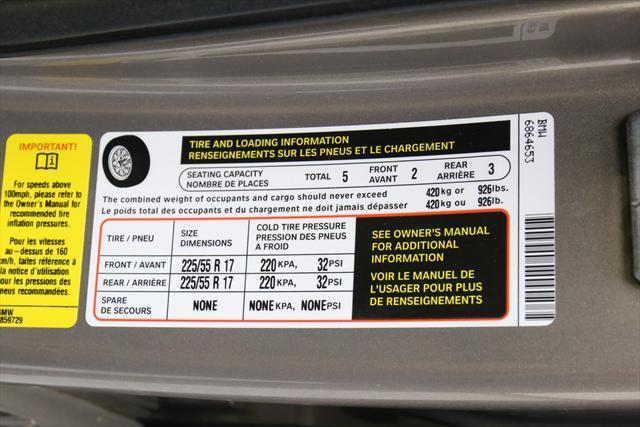 IMPORTANT!
For speeds above
100mph, please refer to
the Owner's Manual for
recommended tire
inflation pressures.
Pour les vitesses
au-dessus de 160
km/h, faites référence à
la notice d'utilisation
pour les pressions des
pneus recommandées.
BMW
TIRE AND LOADING INFORMATION
RENSEIGNEMENTS SUR LES PNEUS ET LE CHARGEMENT
SEATING CAPACITY
NOMBRE DE PLACES
TOTAL 5
FRONT
AVANT 2
REAR
ARRIÈRE 3
The combined weight of occupants and cargo should never exceed 420 kg or 926 lbs.
Le poids total des occupants et du chargement ne doit jamais dépasser 420 kg ou 926 lb.
TIRE / PNEU
SIZE
DIMENSIONS
COLD TIRE PRESSURE
PRESSION DES PNEUS
A FROID
FRONT / AVANT 225/55 R 17 220 KPA, 32 PSI
REAR / ARRIÈRE 225/55 R 17 220 KPA, 32 PSI
SPARE
DE SECOURS
NONE NONE KPA, NONE PSI
SEE OWNER'S MANUAL
FOR ADDITIONAL
INFORMATION
VOIR LE MANUEL DE
L'USAGER POUR PLUS
DE RENSEIGNEMENTS
BMW
6864653